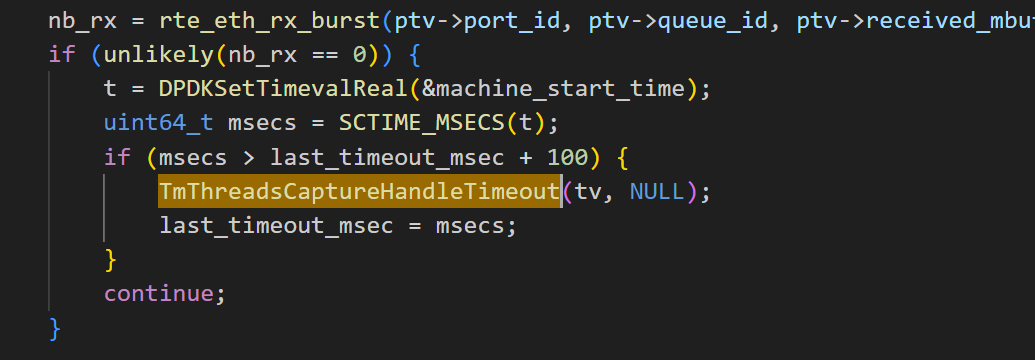 nb_rx = rte_eth_rx_burst(ptv->port_id, ptv->queue_id, ptv->received_mbu
if (unlikely(nb_rx == 0)) {
t = DPDKSetTimevalReal(&machine_start_time);
uint64_t msecs = SCTIME_MSECS(t);
if (msecs > last_timeout_msec + 100) {
TmThreadsCaptureHandleTimeout(tv, NULL);
last_timeout_msec = msecs;
}
continue;
}